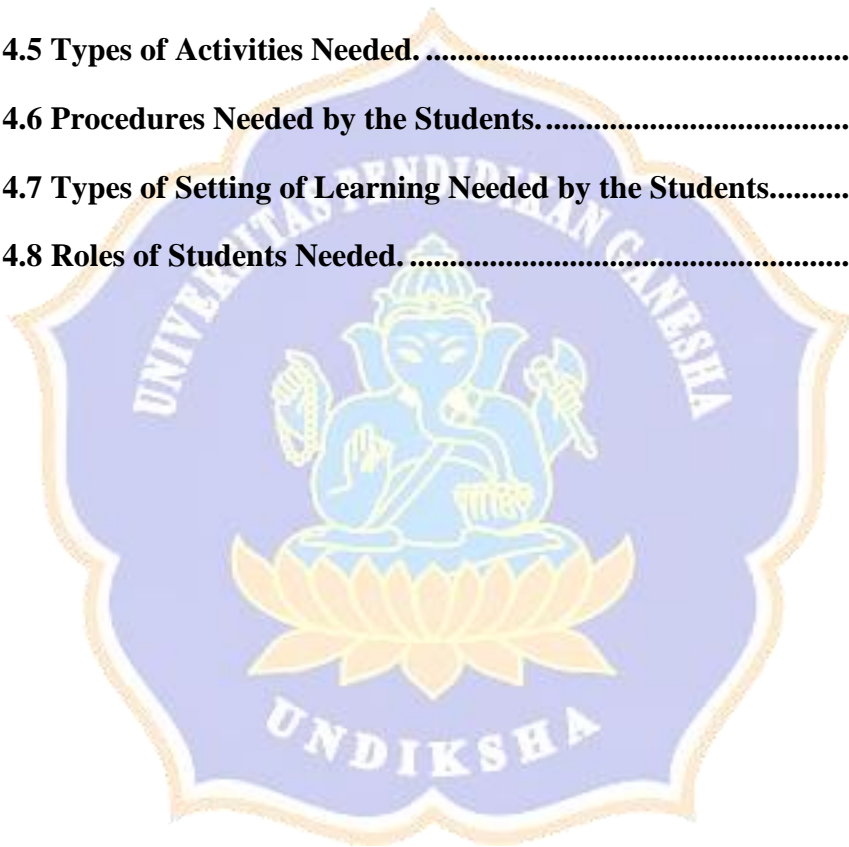 4.5 Types of Activities Needed. ....................................................
4.6 Procedures Needed by the Students. ......................................
4.7 Types of Setting of Learning Needed by the Students..........
4.8 Roles of Students Needed. ......................................................
UNIVERSITAS PENDIDIKAN GANESHA
UNDIKSHA